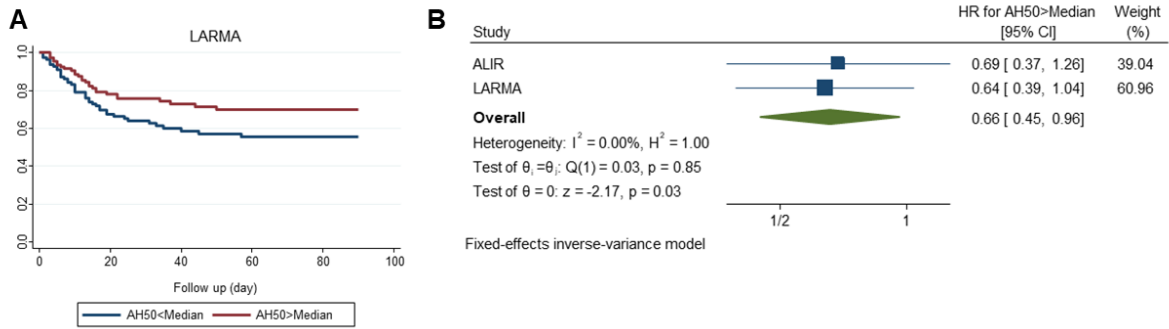 A
LARMA
1.0
0.8
0.6
0.4
0.2
0.0
0
20
40
60
80
100
Follow up (day)
AH50<Median
AH50>Median
B
HR for AH50>Median
Weight
Study
[95% CI]
(%)
ALIR
0.69 [ 0.37, 1.26]
39.04
LARMA
0.64 [ 0.39, 1.04]
60.96
Overall
0.66 [ 0.45, 0.96]
Heterogeneity: I² = 0.00%, H² = 1.00
Test of θᵢ =θⱼ: Q(1) = 0.03, p = 0.85
Test of θ = 0: z = -2.17, p = 0.03
1/2
1
Fixed-effects inverse-variance model